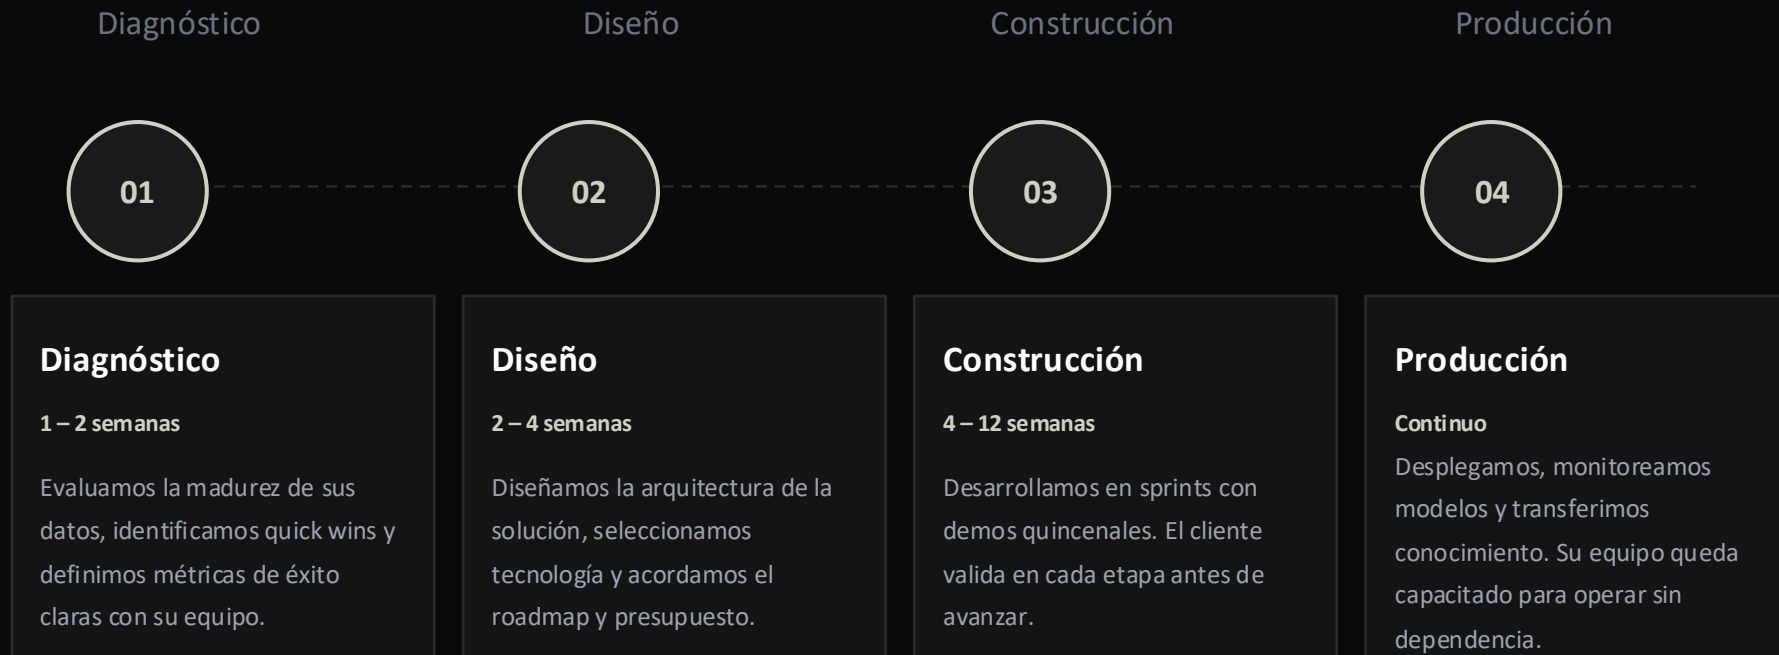 Diagnóstico
Diseño
Construcción
Producción
01
02
03
04
Diagnóstico
1 – 2 semanas
Evaluamos la madurez de sus
datos, identificamos quick wins y
definimos métricas de éxito
claras con su equipo.
Diseño
2 – 4 semanas
Diseñamos la arquitectura de la
solución, seleccionamos
tecnología y acordamos el
roadmap y presupuesto.
Construcción
4 – 12 semanas
Desarrollamos en sprints con
demos quincenales. El cliente
valida en cada etapa antes de
avanzar.
Producción
Continuo
Desplegamos, monitoreamos
modelos y transferimos
conocimiento. Su equipo queda
capacitado para operar sin
dependencia.